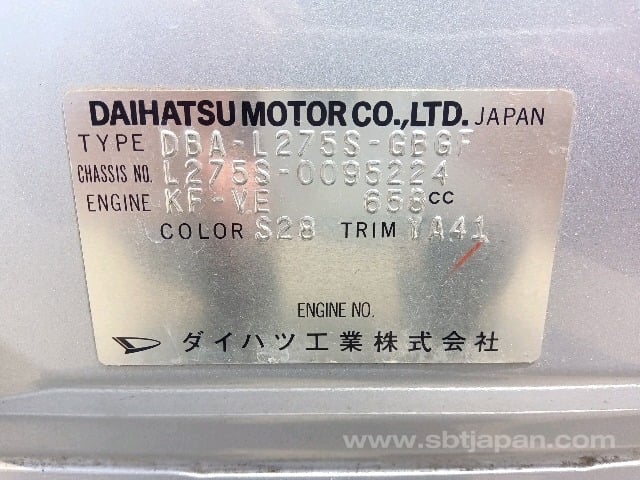 DAIHATSU MOTOR CO.,LTD. JAPAN
TYPE DBA-L275S-GBGF
CHASSIS NO. L275S-0095224
ENGINE KF-VE 658CC
COLOR S28 TRIM YA41
ENGINE NO.
ダイハツ工業株式会社
www.sbtjapan.com